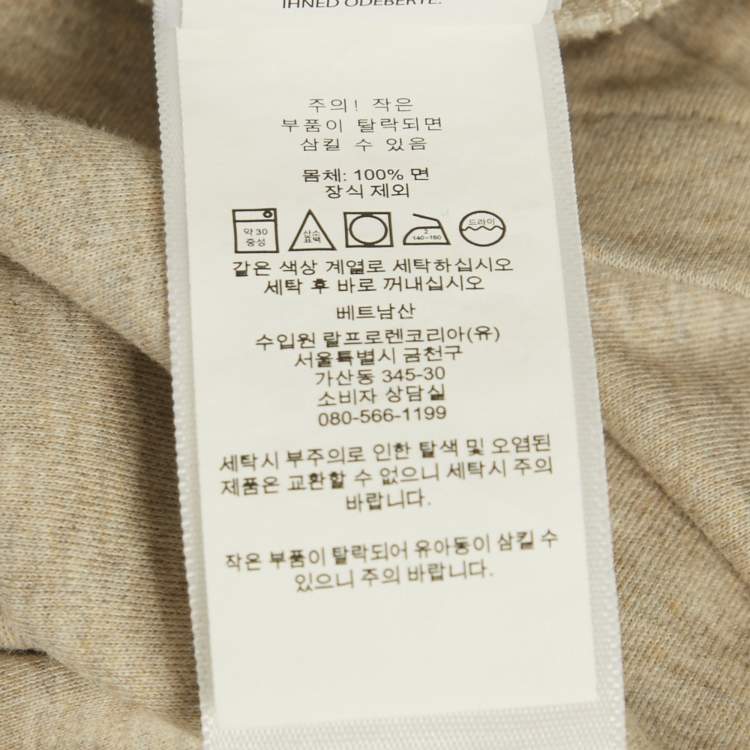 IHNED ODEBERTE.
주의! 작은
부품이 탈락되면
삼킬 수 있음
몸체: 100% 면
장식 제외
약 30
중성
산소
표백
2
140~160
드라이
같은 색상 계열로 세탁하십시오
세탁 후 바로 꺼내십시오
베트남산
수입원 랄프로렌코리아(유)
서울특별시 금천구
가산동 345-30
소비자 상담실
080-566-1199
세탁시 부주의로 인한 탈색 및 오염된
제품은 교환할 수 없으니 세탁시 주의
바랍니다.
작은 부품이 탈락되어 유아동이 삼킬 수
있으니 주의 바랍니다.